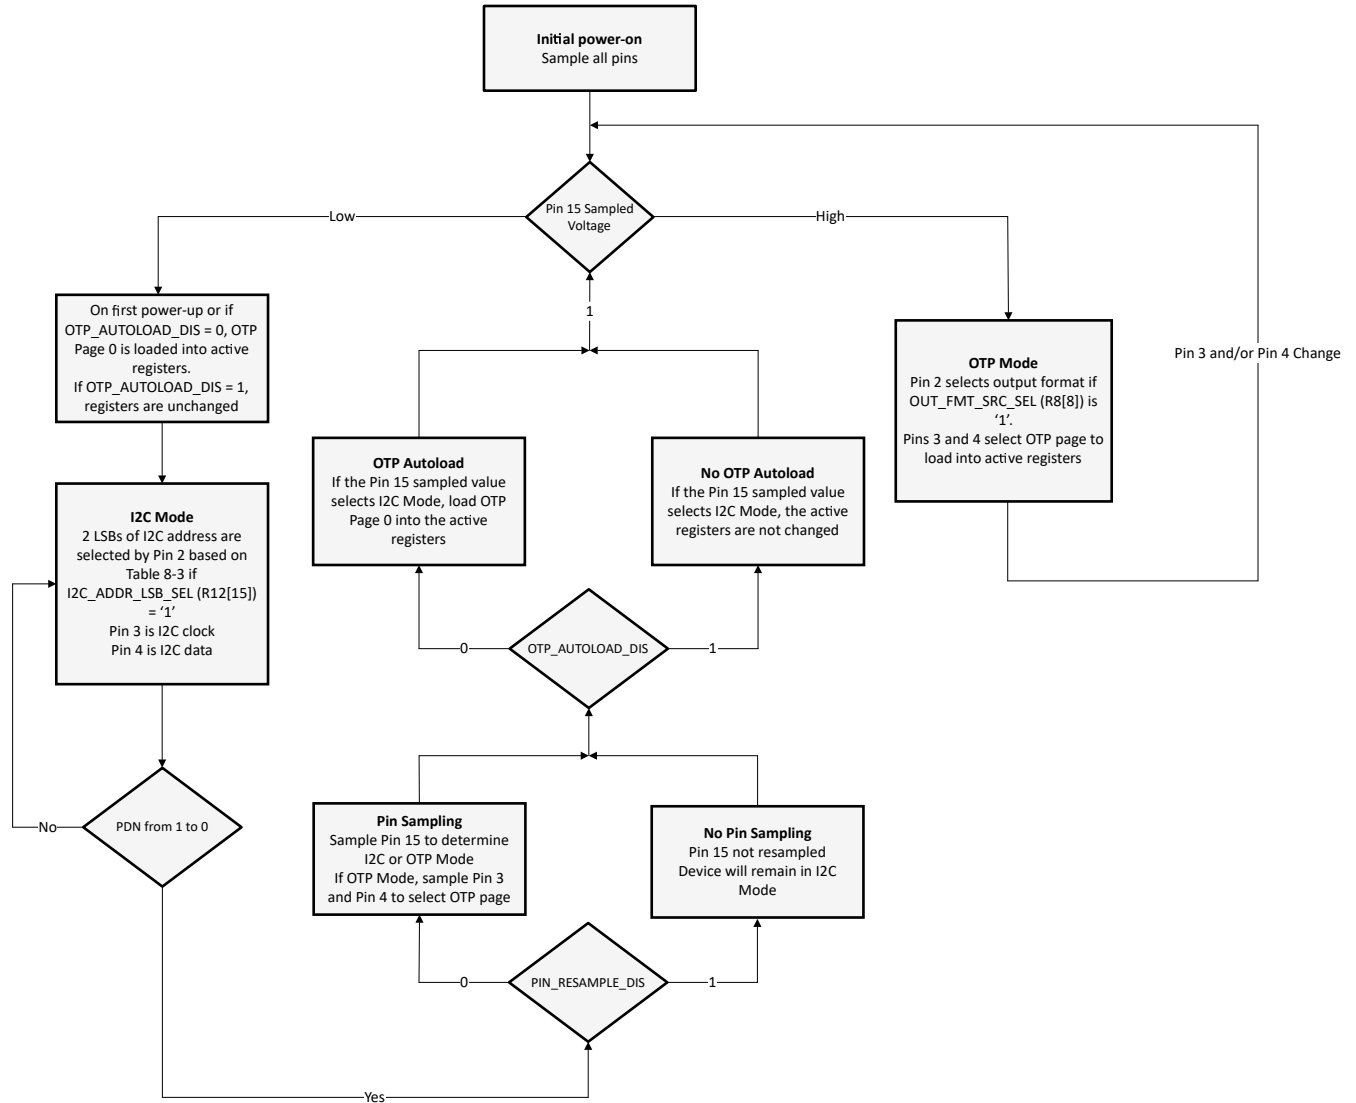 Initial power-on
Sample all pins
Pin 15 Sampled
Voltage
Low
High
On first power-up or if
OTP_AUTOLOAD_DIS = 0, OTP
Page 0 is loaded into active
registers.
If OTP_AUTOLOAD_DIS = 1,
registers are unchanged
1
OTP Mode
Pin 2 selects output format if
OUT_FMT_SRC_SEL (R8[8]) is
‘1’.
Pins 3 and 4 select OTP page to
load into active registers
Pin 3 and/or Pin 4 Change
OTP Autoload
If the Pin 15 sampled value
selects I2C Mode, load OTP
Page 0 into the active
registers
No OTP Autoload
If the Pin 15 sampled value
selects I2C Mode, the active
registers are not changed
I2C Mode
2 LSBs of I2C address are
selected by Pin 2 based on
Table 8-3 if
I2C_ADDR_LSB_SEL (R12[15])
= ‘1’
Pin 3 is I2C clock
Pin 4 is I2C data
0
OTP_AUTOLOAD_DIS
1
PDN from 1 to 0
No
Pin Sampling
Sample Pin 15 to determine
I2C or OTP Mode
If OTP Mode, sample Pin 3
and Pin 4 to select OTP page
No Pin Sampling
Pin 15 not resampled
Device will remain in I2C
Mode
0
PIN_RESAMPLE_DIS
1
Yes